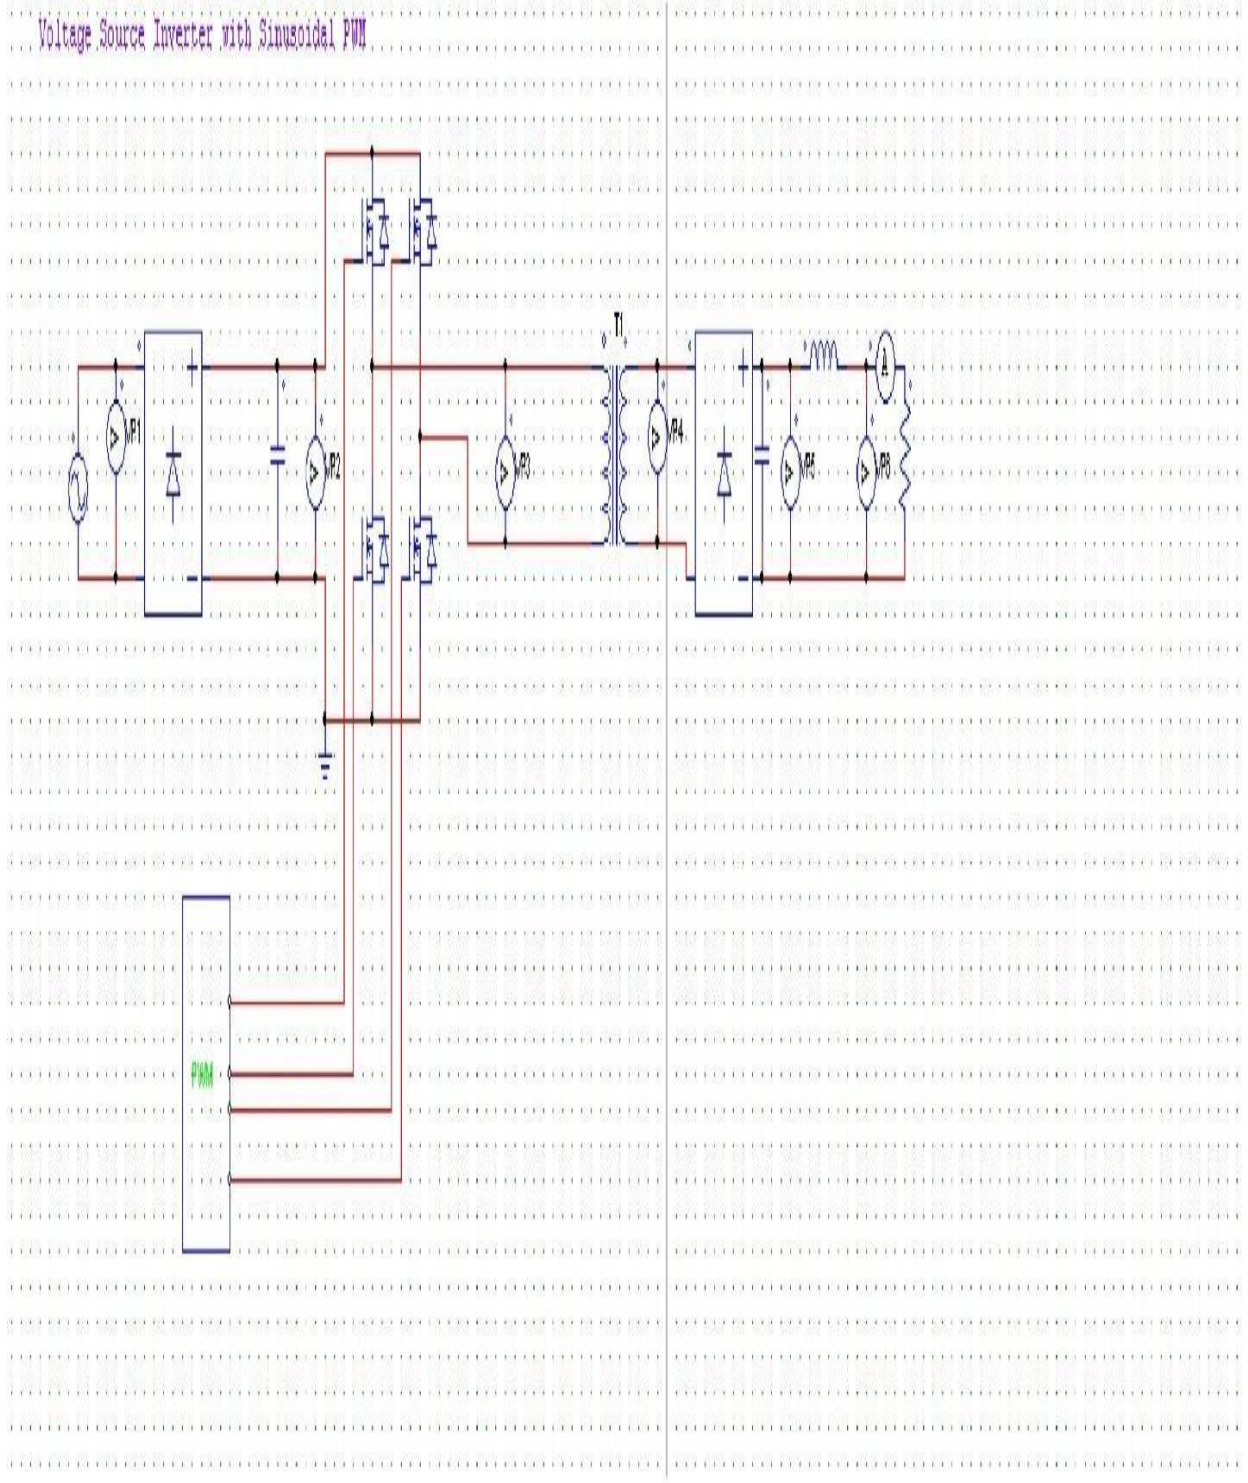 Voltage Source Inverter with Sinusoidal PWM
T1
VP1
VP2
VP3
VP4
VP5
VP6
A
PWM